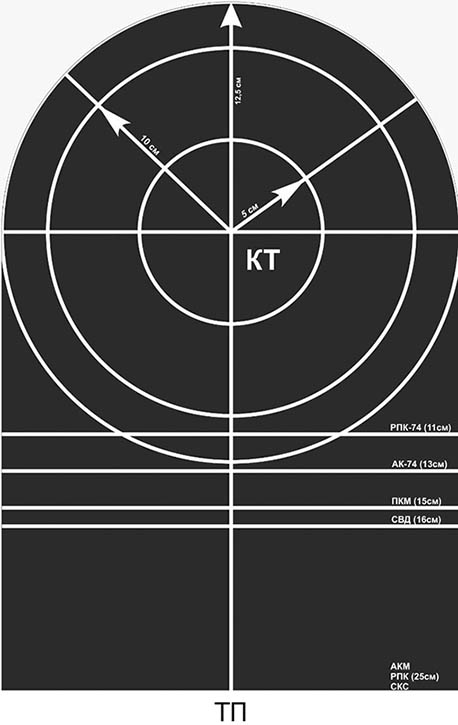 12,5 см
10 см
5 см
КТ
РПК-74 (11см)
АК-74 (13см)
ПКМ (15см)
СВД (16см)
АКМ
РПК (25см)
СКС
ТП